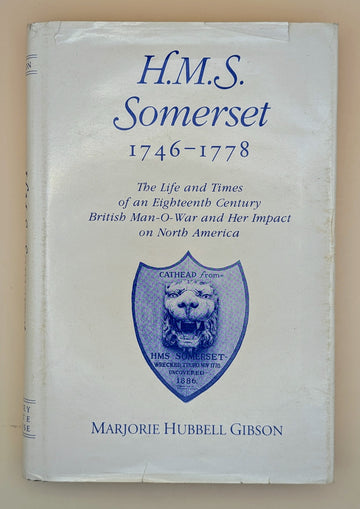 H.M.S.
Somerset
1746–1778
The Life and Times
of an Eighteenth Century
British Man-O-War and Her Impact
on North America
CATHEAD from
HMS SOMERSET
UNCOVERED
1886
MARJORIE HUBBELL GIBSON